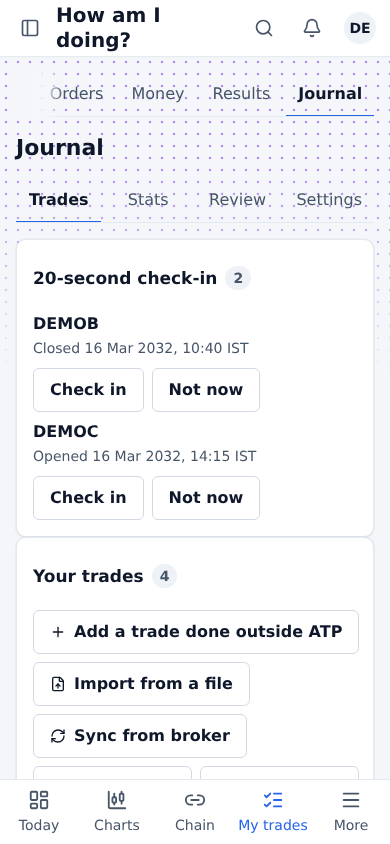 How am I
doing?
DE
Orders Money Results Journal
Journal
Trades Stats Review Settings
20-second check-in 2
DEMOB
Closed 16 Mar 2032, 10:40 IST
Check in Not now
DEMOC
Opened 16 Mar 2032, 14:15 IST
Check in Not now
Your trades 4
Add a trade done outside ATP
Import from a file
Sync from broker
Today Charts Chain My trades More